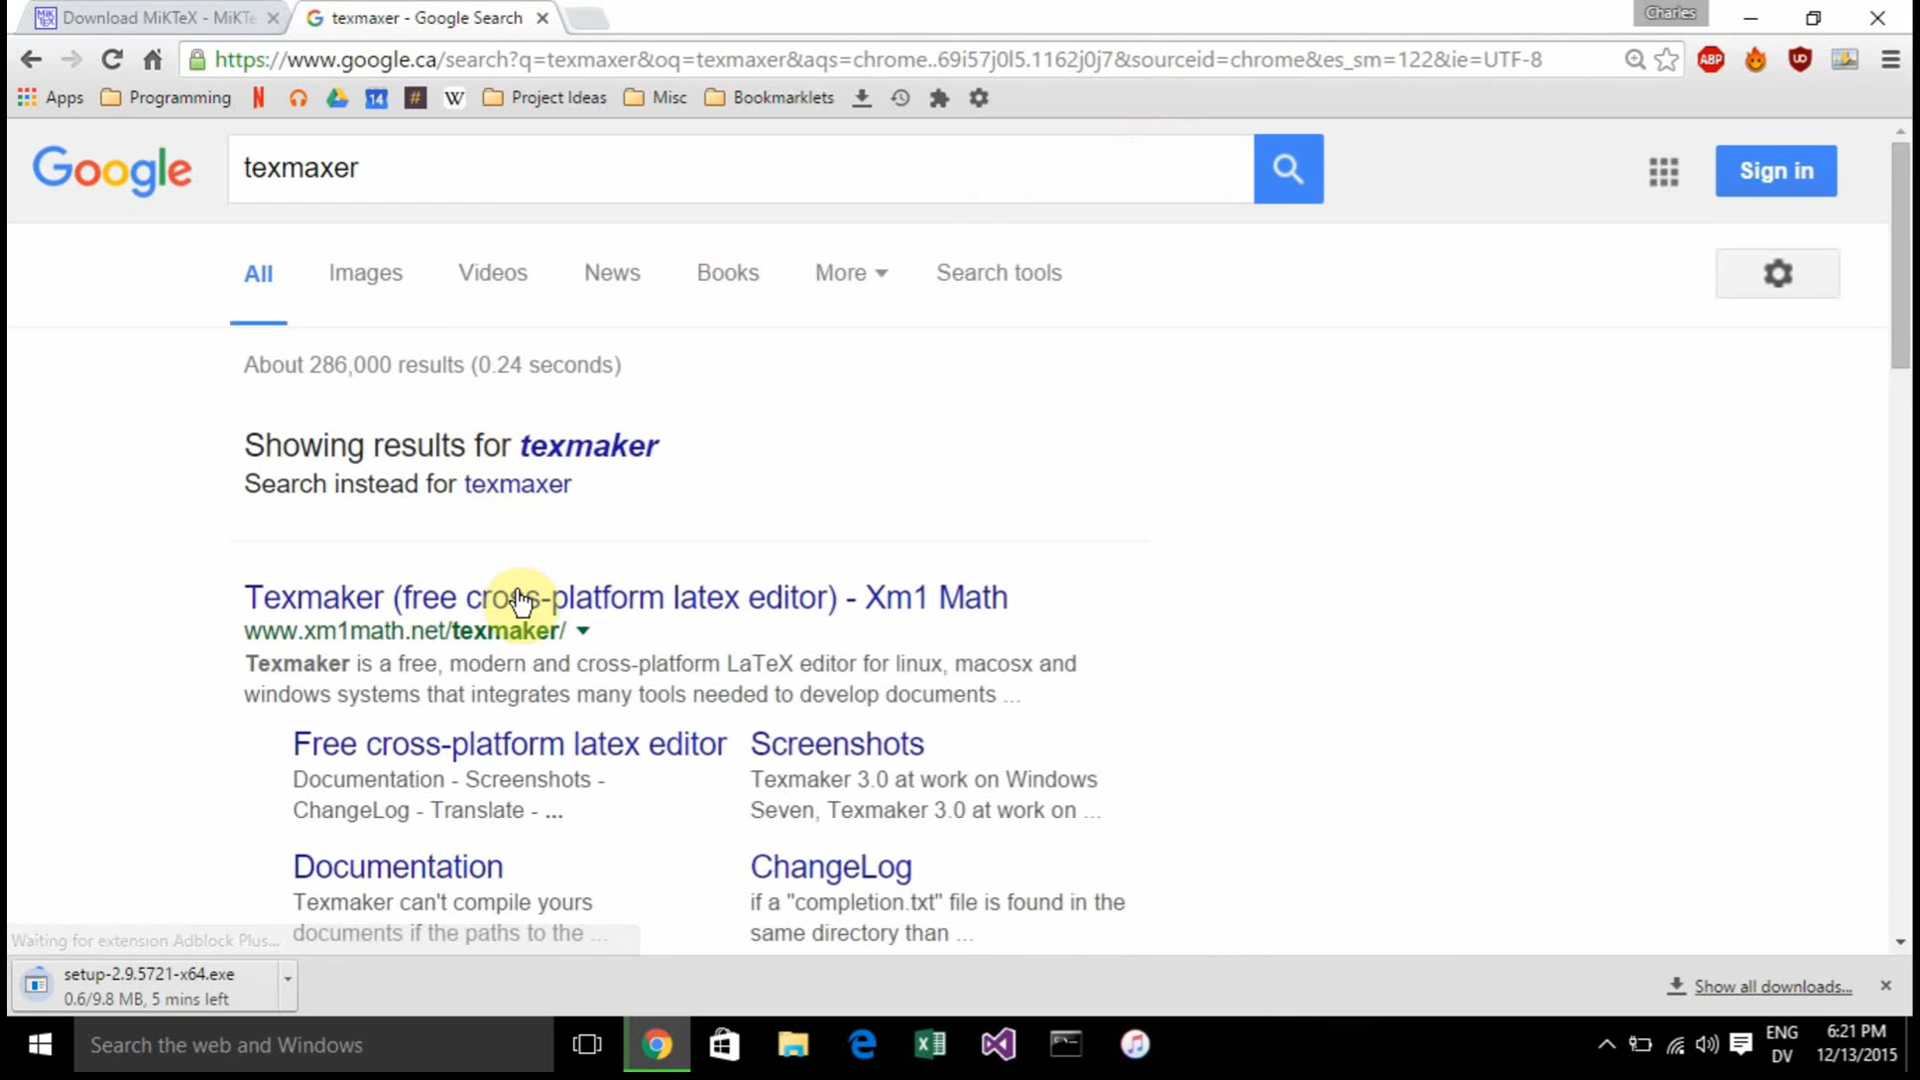 Download MiKTeX - MiKTe
texmaxer - Google Search
Charles
https://www.google.ca/search?q=texmaxer&oq=texmaxer&aqs=chrome..69i57j0l5.1162j0j7&sourceid=chrome&es_sm=122&ie=UTF-8
ABP
Apps
Programming
N
14
#
W
Project Ideas
Misc
Bookmarklets
Google
texmaxer
Sign in
All
Images
Videos
News
Books
More
Search tools
About 286,000 results (0.24 seconds)
Showing results for texmaker
Search instead for texmaxer
Texmaker (free cross-platform latex editor) - Xm1 Math
www.xm1math.net/texmaker/
Texmaker is a free, modern and cross-platform LaTeX editor for linux, macosx and
windows systems that integrates many tools needed to develop documents ...
Free cross-platform latex editor
Documentation - Screenshots -
ChangeLog - Translate - ...
Screenshots
Texmaker 3.0 at work on Windows
Seven, Texmaker 3.0 at work on ...
Documentation
Texmaker can't compile yours
documents if the paths to the ...
ChangeLog
if a "completion.txt" file is found in the
same directory than ...
Waiting for extension Adblock Plus...
setup-2.9.5721-x64.exe
0.6/9.8 MB, 5 mins left
Show all downloads...
Search the web and Windows
ENG
DV
6:21 PM
12/13/2015